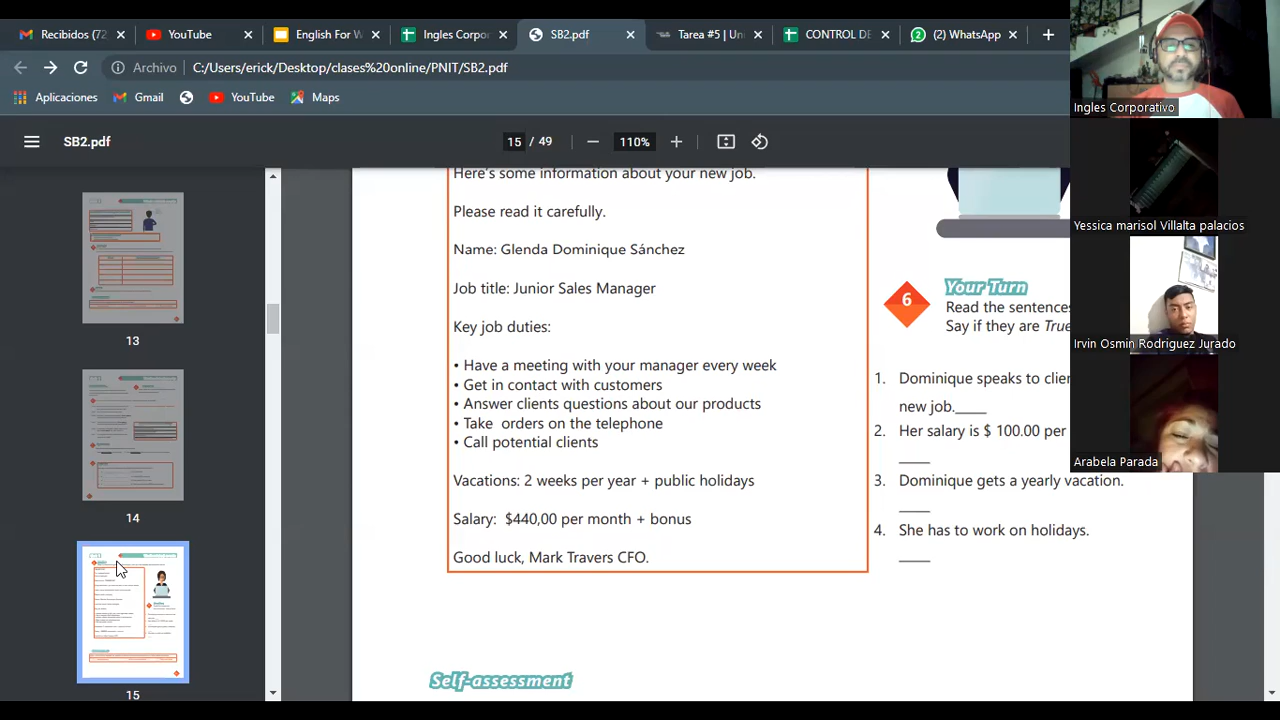 Recibidos (72
YouTube
English For W
Ingles Corpo
SB2.pdf
Tarea #5 | Un
CONTROL DE
(2) WhatsApp
Archivo
C:/Users/erick/Desktop/clases%20online/PNIT/SB2.pdf
Aplicaciones
Gmail
YouTube
Maps
SB2.pdf
15 / 49
110%
13
14
15
Here's some information about your new job.
Please read it carefully.
Name: Glenda Dominique Sánchez
Job title: Junior Sales Manager
Key job duties:
• Have a meeting with your manager every week
• Get in contact with customers
• Answer clients questions about our products
• Take orders on the telephone
• Call potential clients
Vacations: 2 weeks per year + public holidays
Salary: $440,00 per month + bonus
Good luck, Mark Travers CFO.
6
Your Turn
Read the sentences
Say if they are True
1. Dominique speaks to clie
new job.____
2. Her salary is $ 100.00 per
____
3. Dominique gets a yearly vacation.
____
4. She has to work on holidays.
____
Self-assessment
Ingles Corporativo
Yessica marisol Villalta palacios
Irvin Osmin Rodriguez Jurado
Arabela Parada